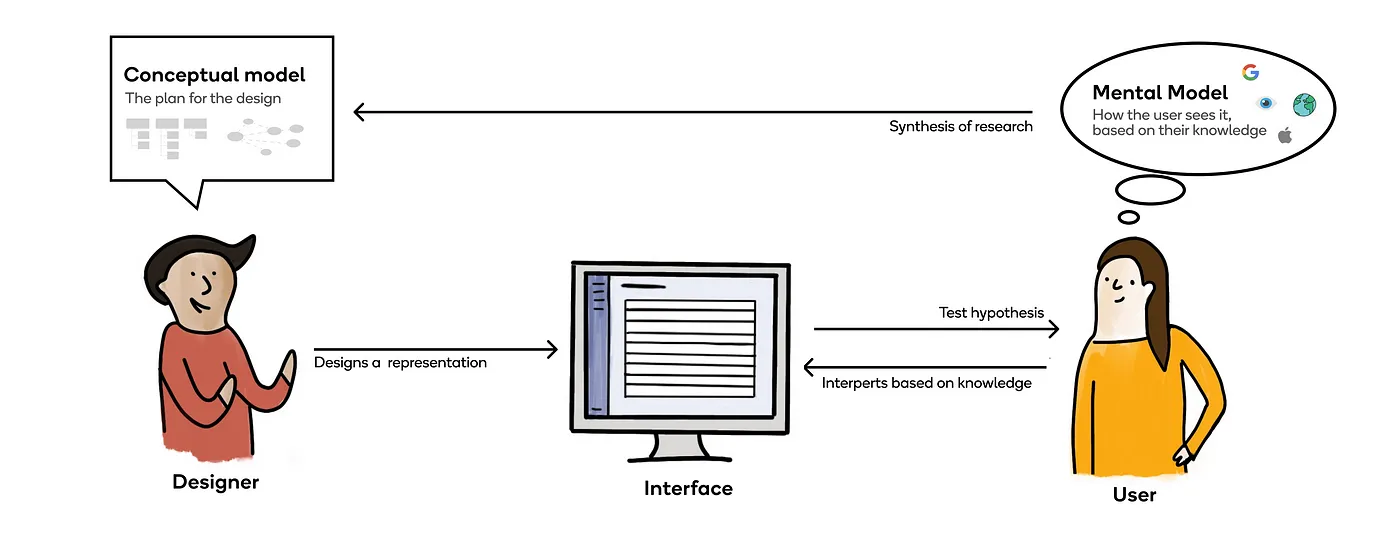 Conceptual model
The plan for the design
Mental Model
How the user sees it,
based on their knowledge
Synthesis of research
Designs a representation
Test hypothesis
Interperts based on knowledge
Designer
Interface
User